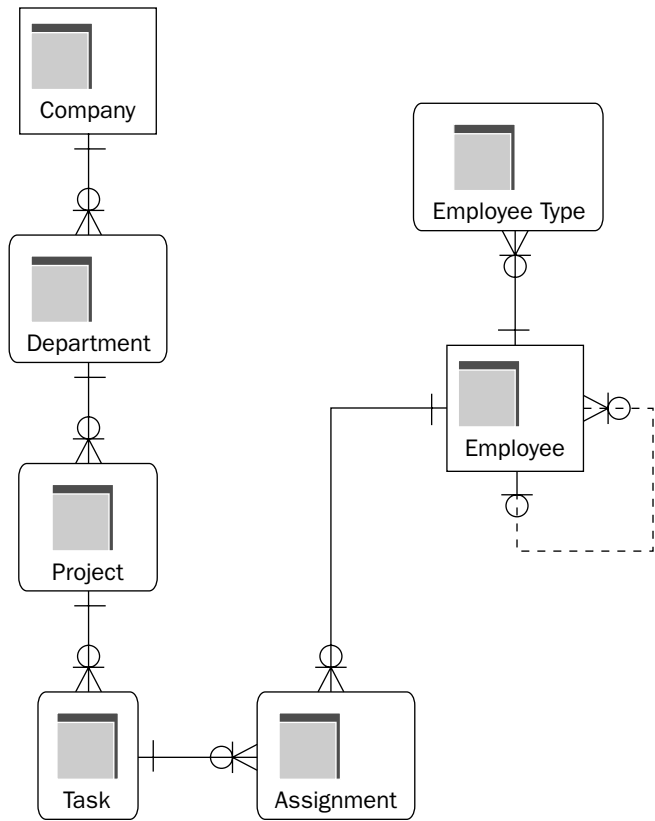 Company
Employee Type
Department
Employee
Project
Task
Assignment